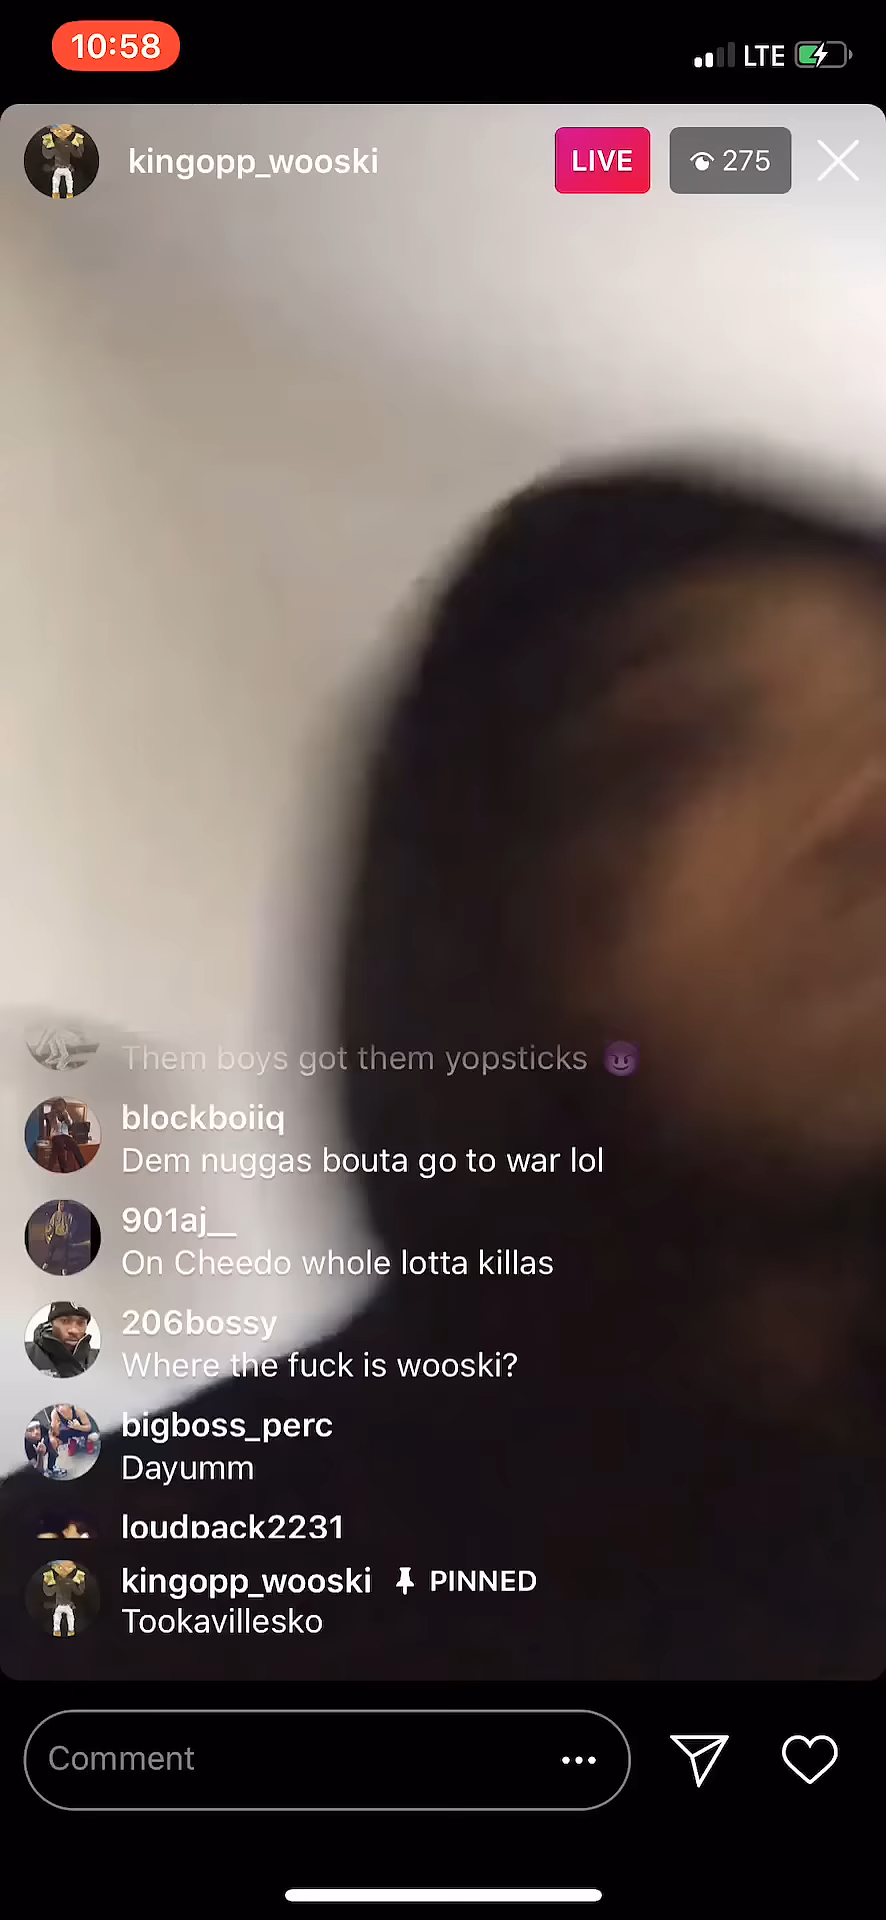 10:58
LTE
kingopp_wooski
LIVE
275
Them boys got them yopsticks 😈
blockboiiq
Dem nuggas bouta go to war lol
901aj__
On Cheedo whole lotta killas
206bossy
Where the fuck is wooski?
bigboss_perc
Dayumm
loudpack2231
kingopp_wooski PINNED
Tookavillesko
Comment